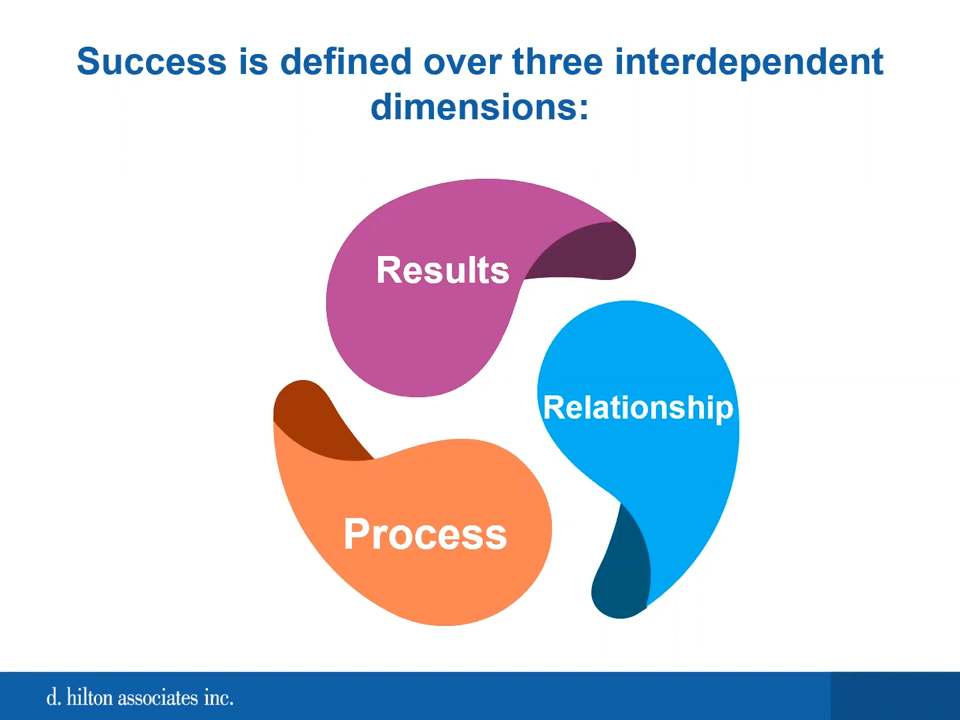 Success is defined over three interdependent
dimensions:
Results
Relationship
Process
d. hilton associates inc.